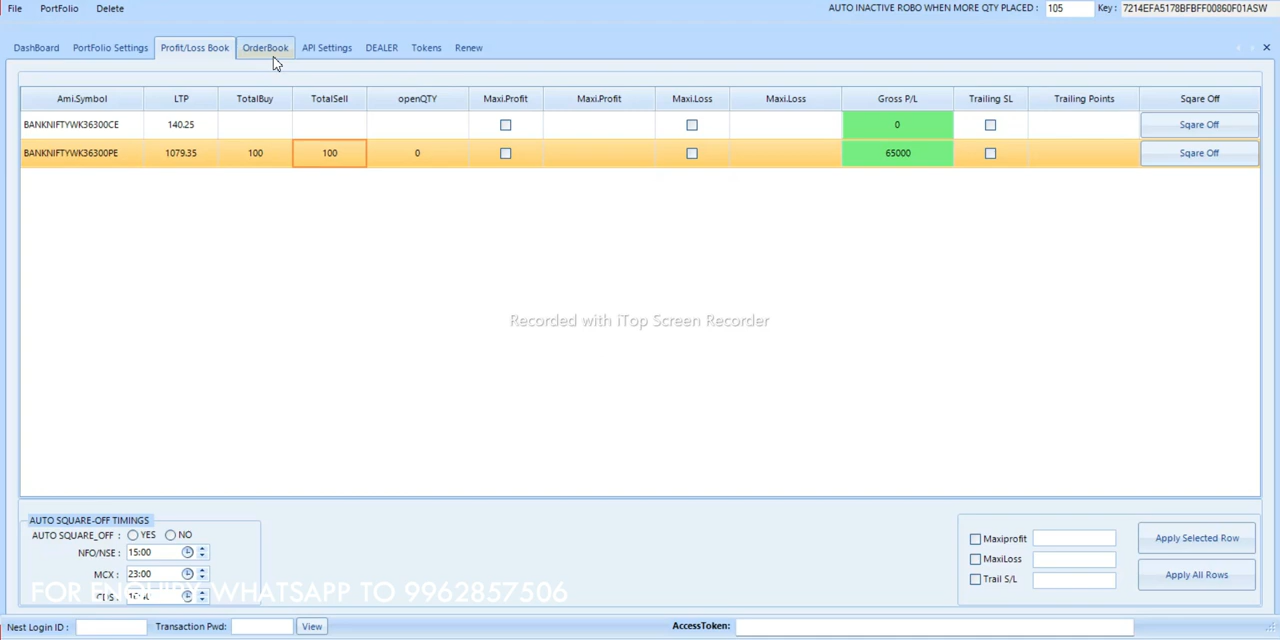 File PortFolio Delete AUTO INACTIVE ROBO WHEN MORE QTY PLACED : 105 Key : 7214EFA5178BFBFF00860F01ASW
DashBoard PortFolio Settings Profit/Loss Book OrderBook API Settings DEALER Tokens Renew
Ami.Symbol LTP TotalBuy TotalSell openQTY Maxi.Profit Maxi.Profit Maxi.Loss Maxi.Loss Gross P/L Trailing SL Trailing Points Sqare Off
BANKNIFTYWK36300CE 140.25 0 Sqare Off
BANKNIFTYWK36300PE 1079.35 100 100 0 65000 Sqare Off
Recorded with iTop Screen Recorder
AUTO SQUARE-OFF TIMINGS
AUTO SQUARE_OFF : YES NO
NFO/NSE : 15:00
MCX : 23:00
Maxiprofit Apply Selected Row
MaxiLoss
Trail S/L Apply All Rows
FOR ENQUIRY WHATSAPP TO 9962857506
Nest Login ID : Transaction Pwd: View AccessToken: